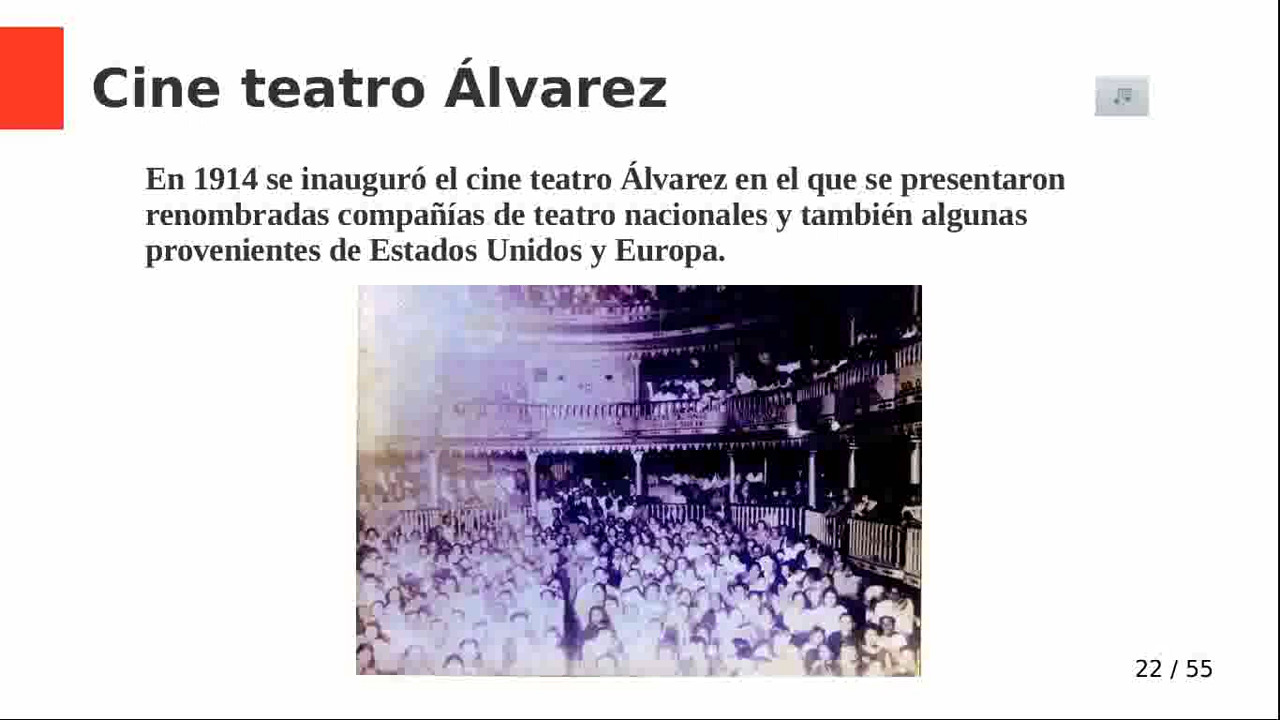 Cine teatro Álvarez
En 1914 se inauguró el cine teatro Álvarez en el que se presentaron
renombradas compañías de teatro nacionales y también algunas
provenientes de Estados Unidos y Europa.
22 / 55